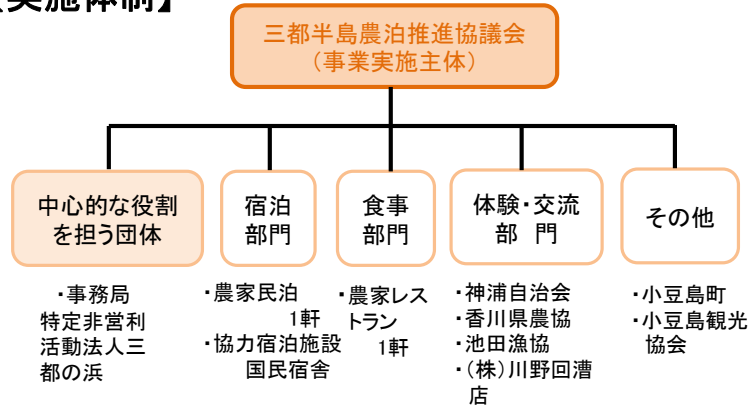 【実施体制】
三都半島農泊推進協議会
（事業実施主体）
中心的な役割
を担う団体
宿泊
部門
食事
部門
体験・交流
部　門
その他
・事務局
特定非営利
活動法人三
都の浜
・農家民泊
1軒
・協力宿泊施設
国民宿舎
・農家レス
トラン
1軒
・神浦自治会
・香川県農協
・池田漁協
・(株)川野回漕
店
・小豆島町
・小豆島観光
協会